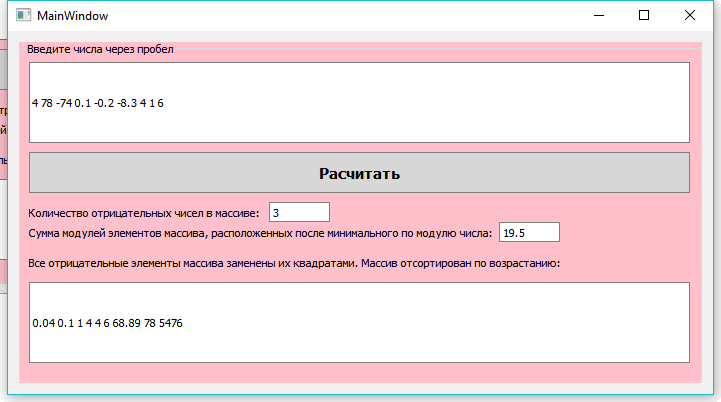 MainWindow
Введите числа через пробел
4 78 -74 0.1 -0.2 -8.3 4 1 6
Расчитать
Количество отрицательных чисел в массиве: 3
Сумма модулей элементов массива, расположенных после минимального по модулю числа: 19.5
Все отрицательные элементы массива заменены их квадратами. Массив отсортирован по возрастанию:
0.04 0.1 1 4 4 6 68.89 78 5476